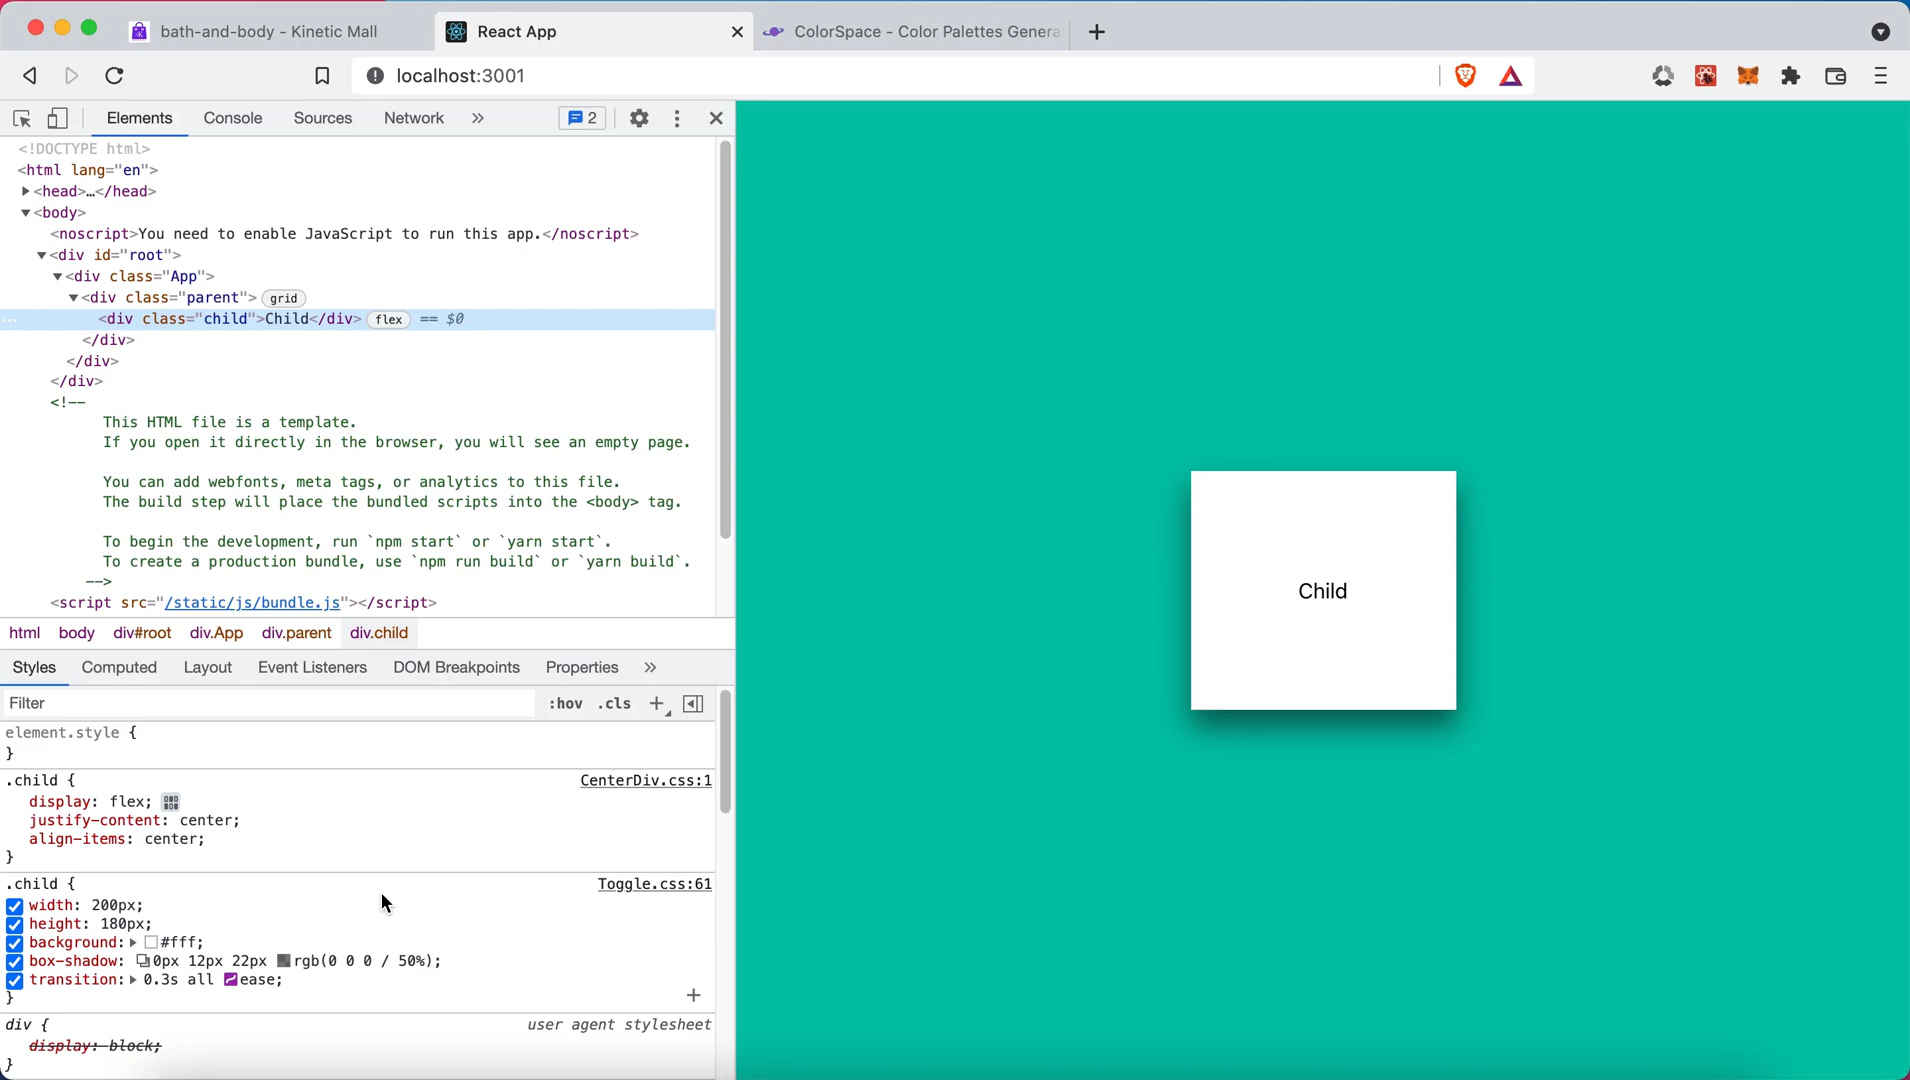 bath-and-body - Kinetic Mall
React App
ColorSpace - Color Palettes Genera
localhost:3001
Elements Console Sources Network » 2
<!DOCTYPE html>
<html lang="en">
<head>…</head>
<body>
<noscript>You need to enable JavaScript to run this app.</noscript>
<div id="root">
<div class="App">
<div class="parent"> grid
<div class="child">Child</div> flex == $0
</div>
</div>
</div>
<!--
This HTML file is a template.
If you open it directly in the browser, you will see an empty page.
You can add webfonts, meta tags, or analytics to this file.
The build step will place the bundled scripts into the <body> tag.
To begin the development, run `npm start` or `yarn start`.
To create a production bundle, use `npm run build` or `yarn build`.
-->
<script src="/static/js/bundle.js"></script>
html body div#root div.App div.parent div.child
Styles Computed Layout Event Listeners DOM Breakpoints Properties »
Filter :hov .cls +
element.style {
}
.child { CenterDiv.css:1
display: flex;
justify-content: center;
align-items: center;
}
.child { Toggle.css:61
width: 200px;
height: 180px;
background: #fff;
box-shadow: 0px 12px 22px rgb(0 0 0 / 50%);
transition: 0.3s all ease;
}
div { user agent stylesheet
display: block;
}
Child